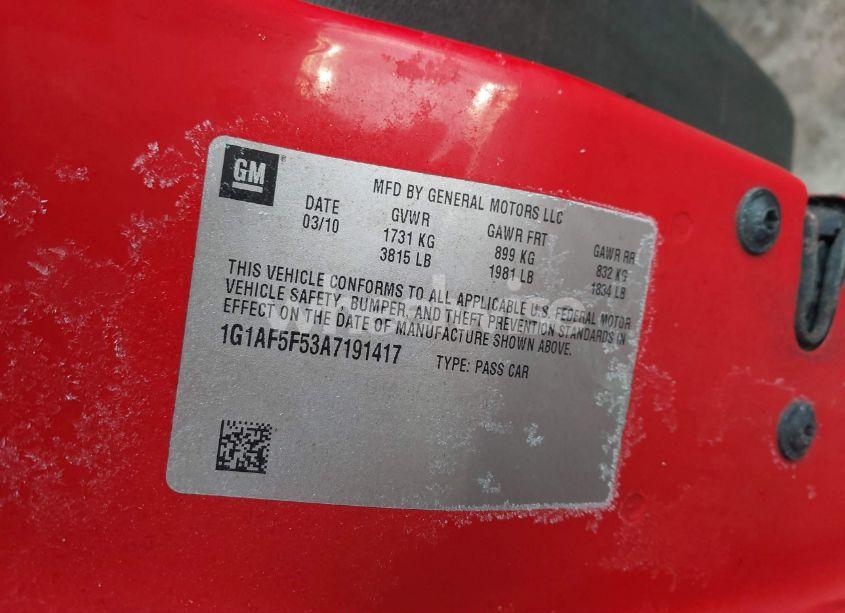 GM
MFD BY GENERAL MOTORS LLC
DATE GVWR GAWR FRT GAWR RR
03/10 1731 KG 899 KG 832 KG
3815 LB 1981 LB 1834 LB
THIS VEHICLE CONFORMS TO ALL APPLICABLE U.S. FEDERAL MOTOR
VEHICLE SAFETY, BUMPER, AND THEFT PREVENTION STANDARDS IN
EFFECT ON THE DATE OF MANUFACTURE SHOWN ABOVE.
1G1AF5F53A7191417 TYPE: PASS CAR